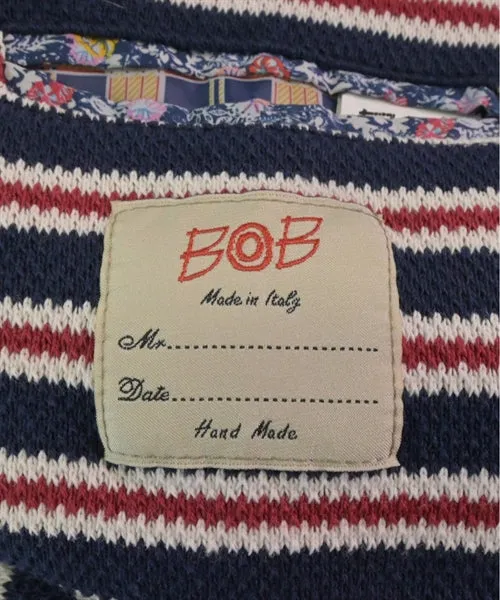 BOB
Made in Italy
Mr..............................
Date..............................
Hand Made